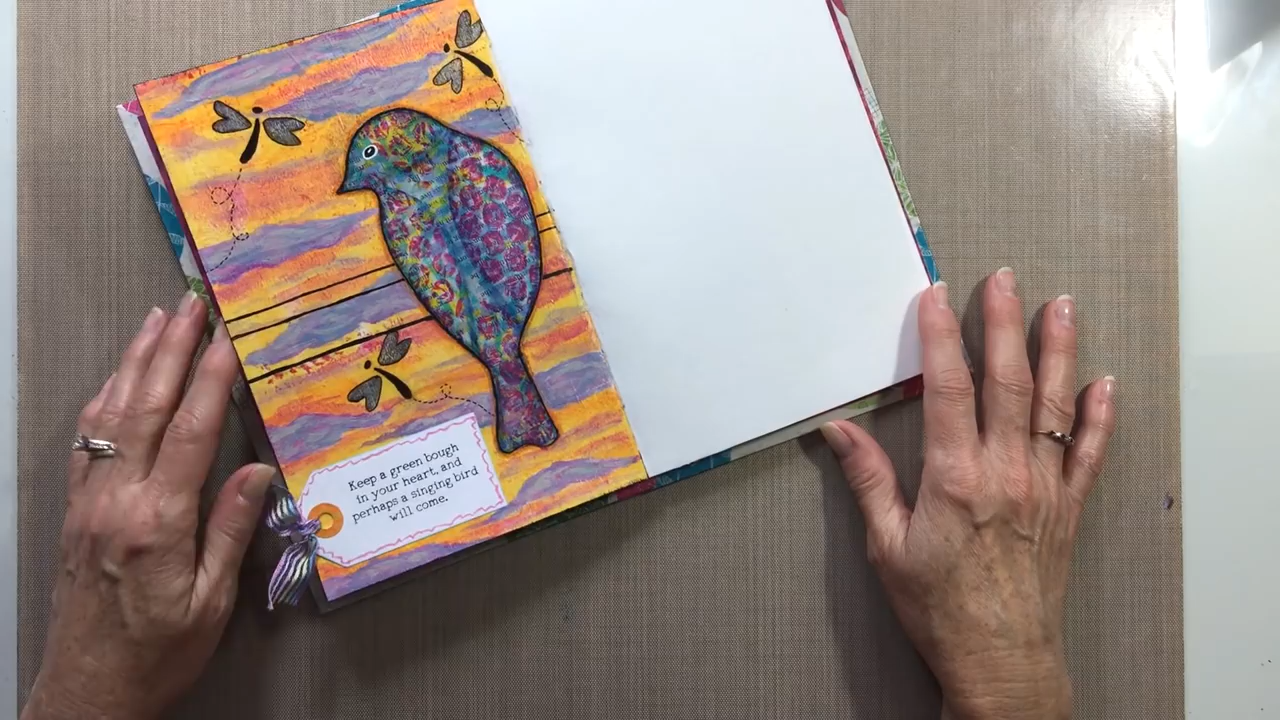 Keep a green bough
in your heart, and
perhaps a singing bird
will come.